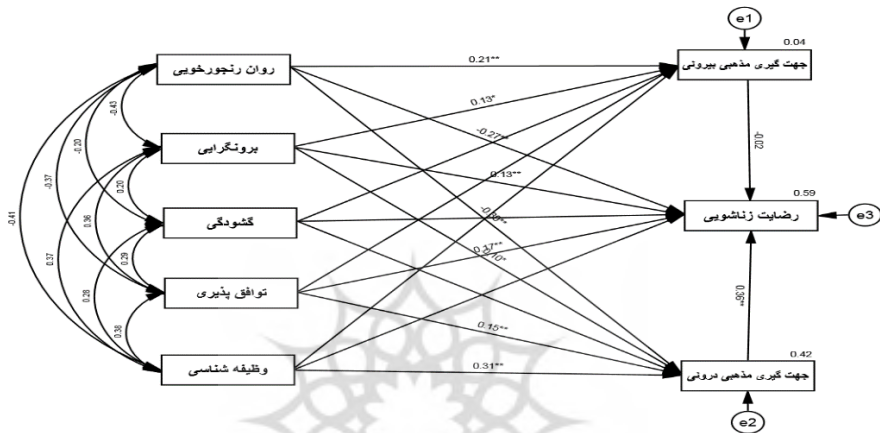 e1
0.04
جهت گیری مذهبی بیرونی
روان رنجورخویی
0.21**
0.13*
-0.27**
0.13**
-0.02
-0.43
-0.20
-0.37
-0.41
برونگرایی
0.20
0.36
0.37
گشودگی
0.59
رضایت زناشویی
e3
0.29
0.28
0.17**
0.10*
توافق پذیری
0.38
0.15**
0.36**
وظیفه شناسی
0.31**
0.42
جهت گیری مذهبی درونی
e2